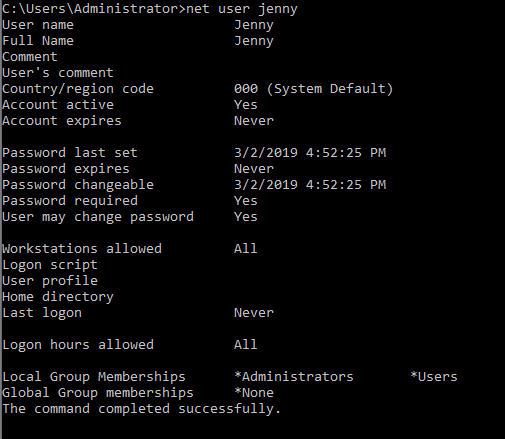 C:\Users\Administrator>net user jenny
User name                    Jenny
Full Name                    Jenny
Comment
User's comment
Country/region code          000 (System Default)
Account active               Yes
Account expires              Never

Password last set            3/2/2019 4:52:25 PM
Password expires             Never
Password changeable          3/2/2019 4:52:25 PM
Password required            Yes
User may change password     Yes

Workstations allowed         All
Logon script
User profile
Home directory
Last logon                   Never

Logon hours allowed          All

Local Group Memberships      *Administrators       *Users
Global Group memberships     *None
The command completed successfully.